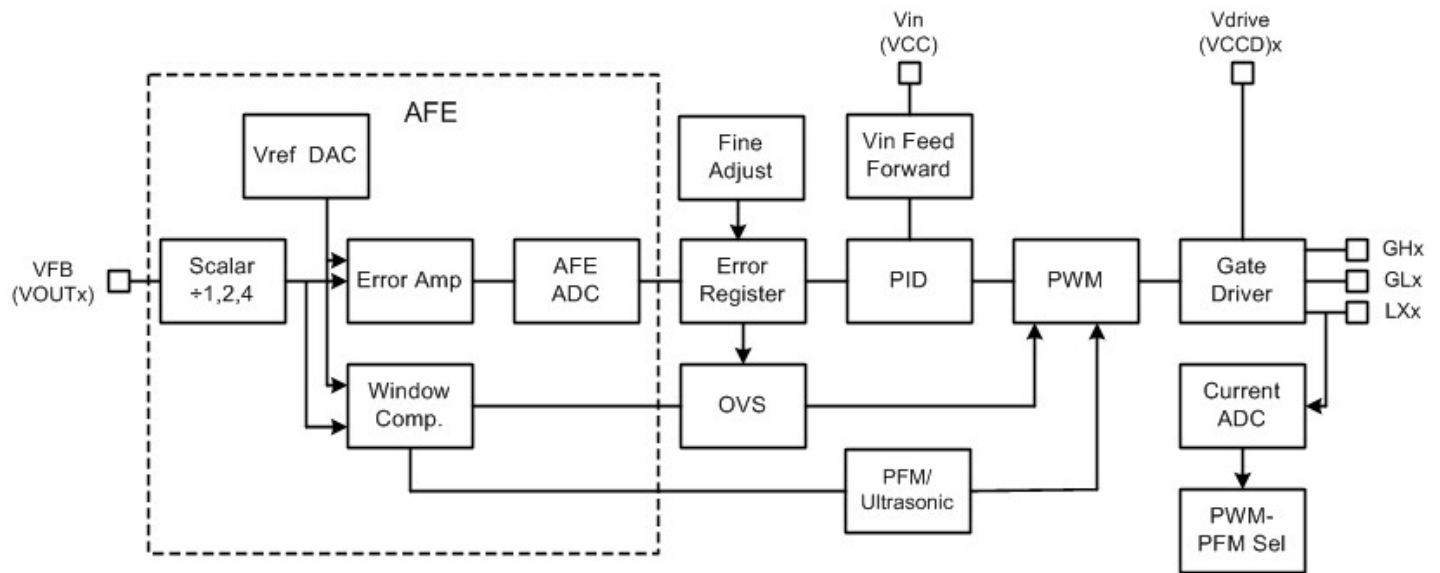 Vin
(VCC)
Vdrive
(VCCD)x
AFE
Vref DAC
Fine
Adjust
Vin Feed
Forward
VFB
(VOUTx)
Scalar
÷1,2,4
Error Amp
AFE
ADC
Error
Register
PID
PWM
Gate
Driver
GHx
GLx
LXx
Window
Comp.
OVS
Current
ADC
PFM/
Ultrasonic
PWM-
PFM Sel